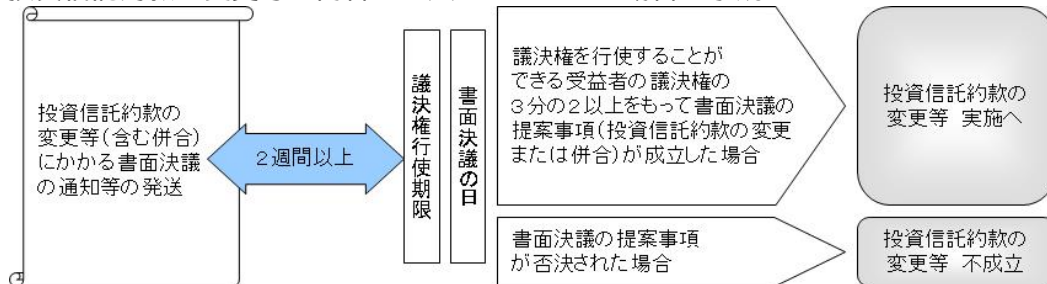 投資信託約款の
変更等(含む併合)
にかかる書面決議
の通知等の発送
2週間以上
議決権行使期限
書面決議の日
議決権を行使することが
できる受益者の議決権の
3分の2以上をもって書面決議の
提案事項(投資信託約款の変更
または併合)が成立した場合
投資信託約款の
変更等 実施へ
書面決議の提案事項
が否決された場合
投資信託約款の
変更等 不成立